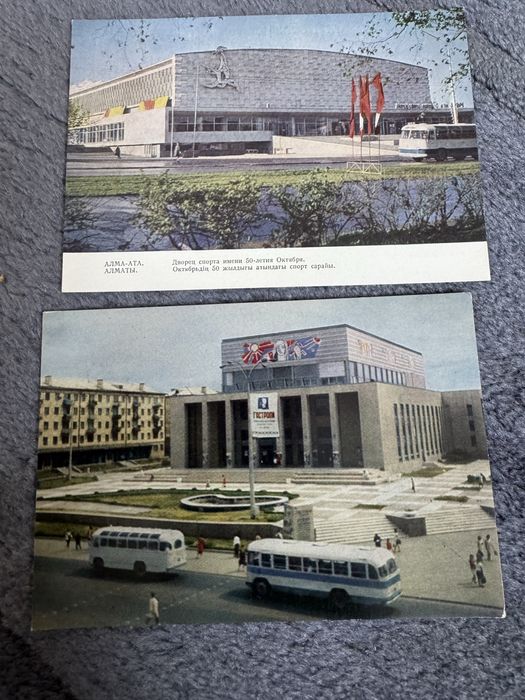 АЛМА-АТА. Дворец спорта имени 50-летия Октября.
АЛМАТЫ. Октябрьдің 50 жылдығы атындағы спорт сарайы.
ГАСТРОЛИ